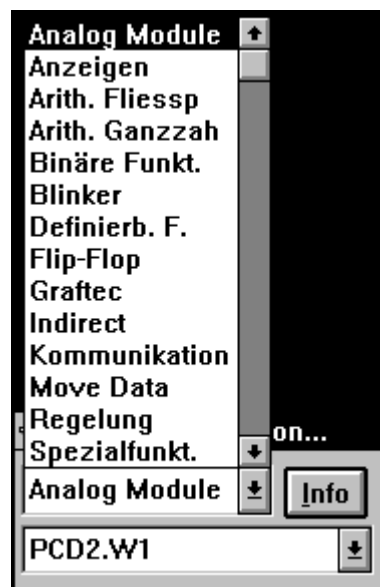 Analog Module
Anzeigen
Arith. Fliessp
Arith. Ganzzah
Binäre Funkt.
Blinker
Definierb. F.
Flip-Flop
Graftec
Indirect
Kommunikation
Move Data
Regelung
on...
Spezialfunkt.
Analog Module
Info
PCD2.W1